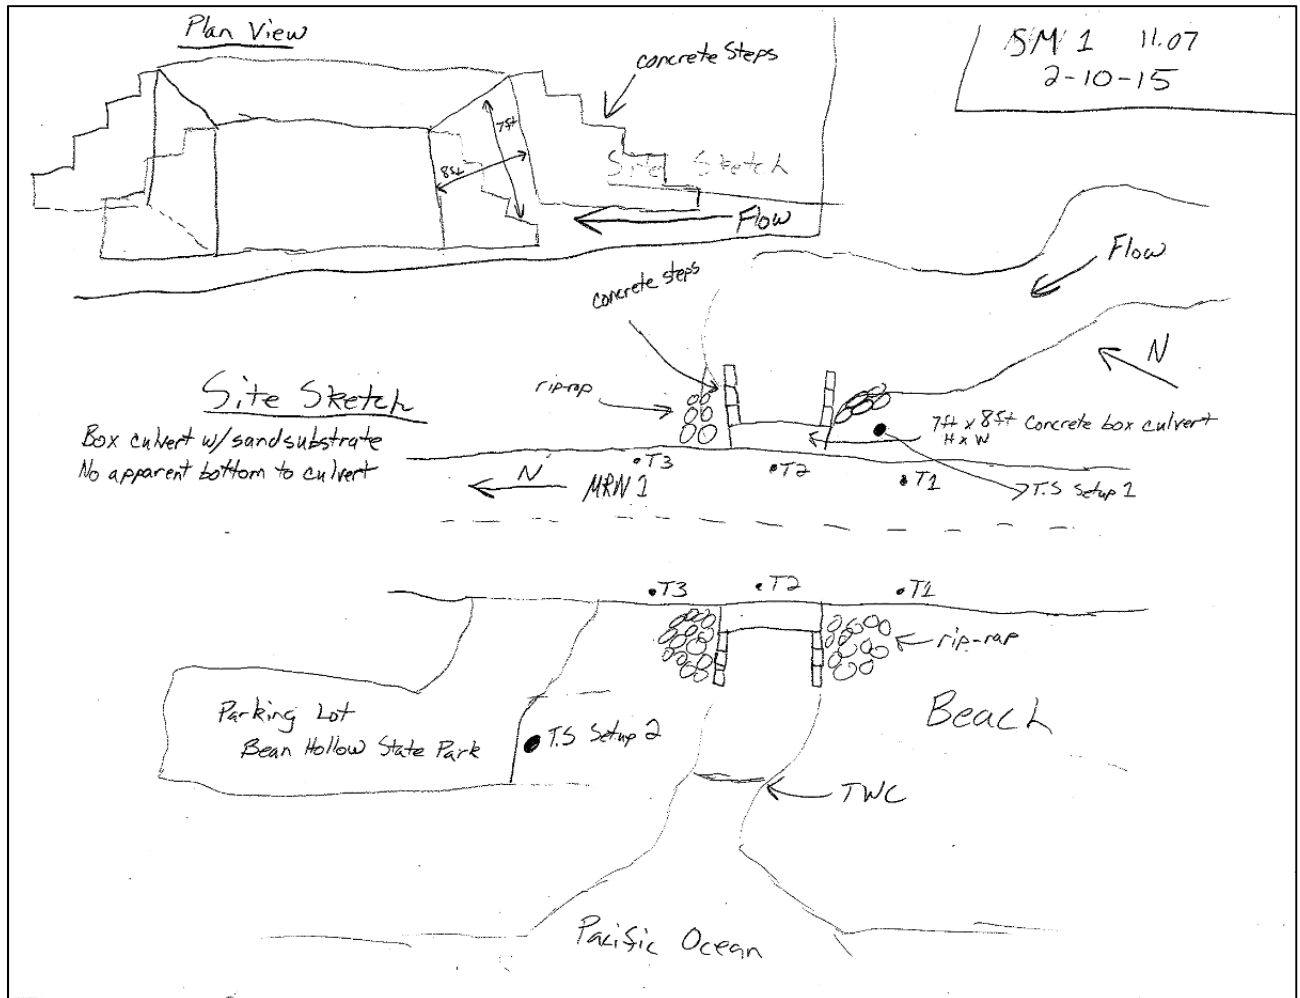 Plan View
concrete Steps
SM 1 11.07
2-10-15
7ft
8ft
Site Sketch
Flow
concrete steps
Flow
N
Site Sketch
rip-rap
7ft x 8ft Concrete box culvert
H x W
Box culvert w/sand substrate
No apparent bottom to culvert
T3
T2
T1
N
MRN 1
T.S Setup 1
T3
T2
T1
rip-rap
Parking Lot
Bean Hollow State Park
T.S Setup 2
Beach
TWC
Pacific Ocean